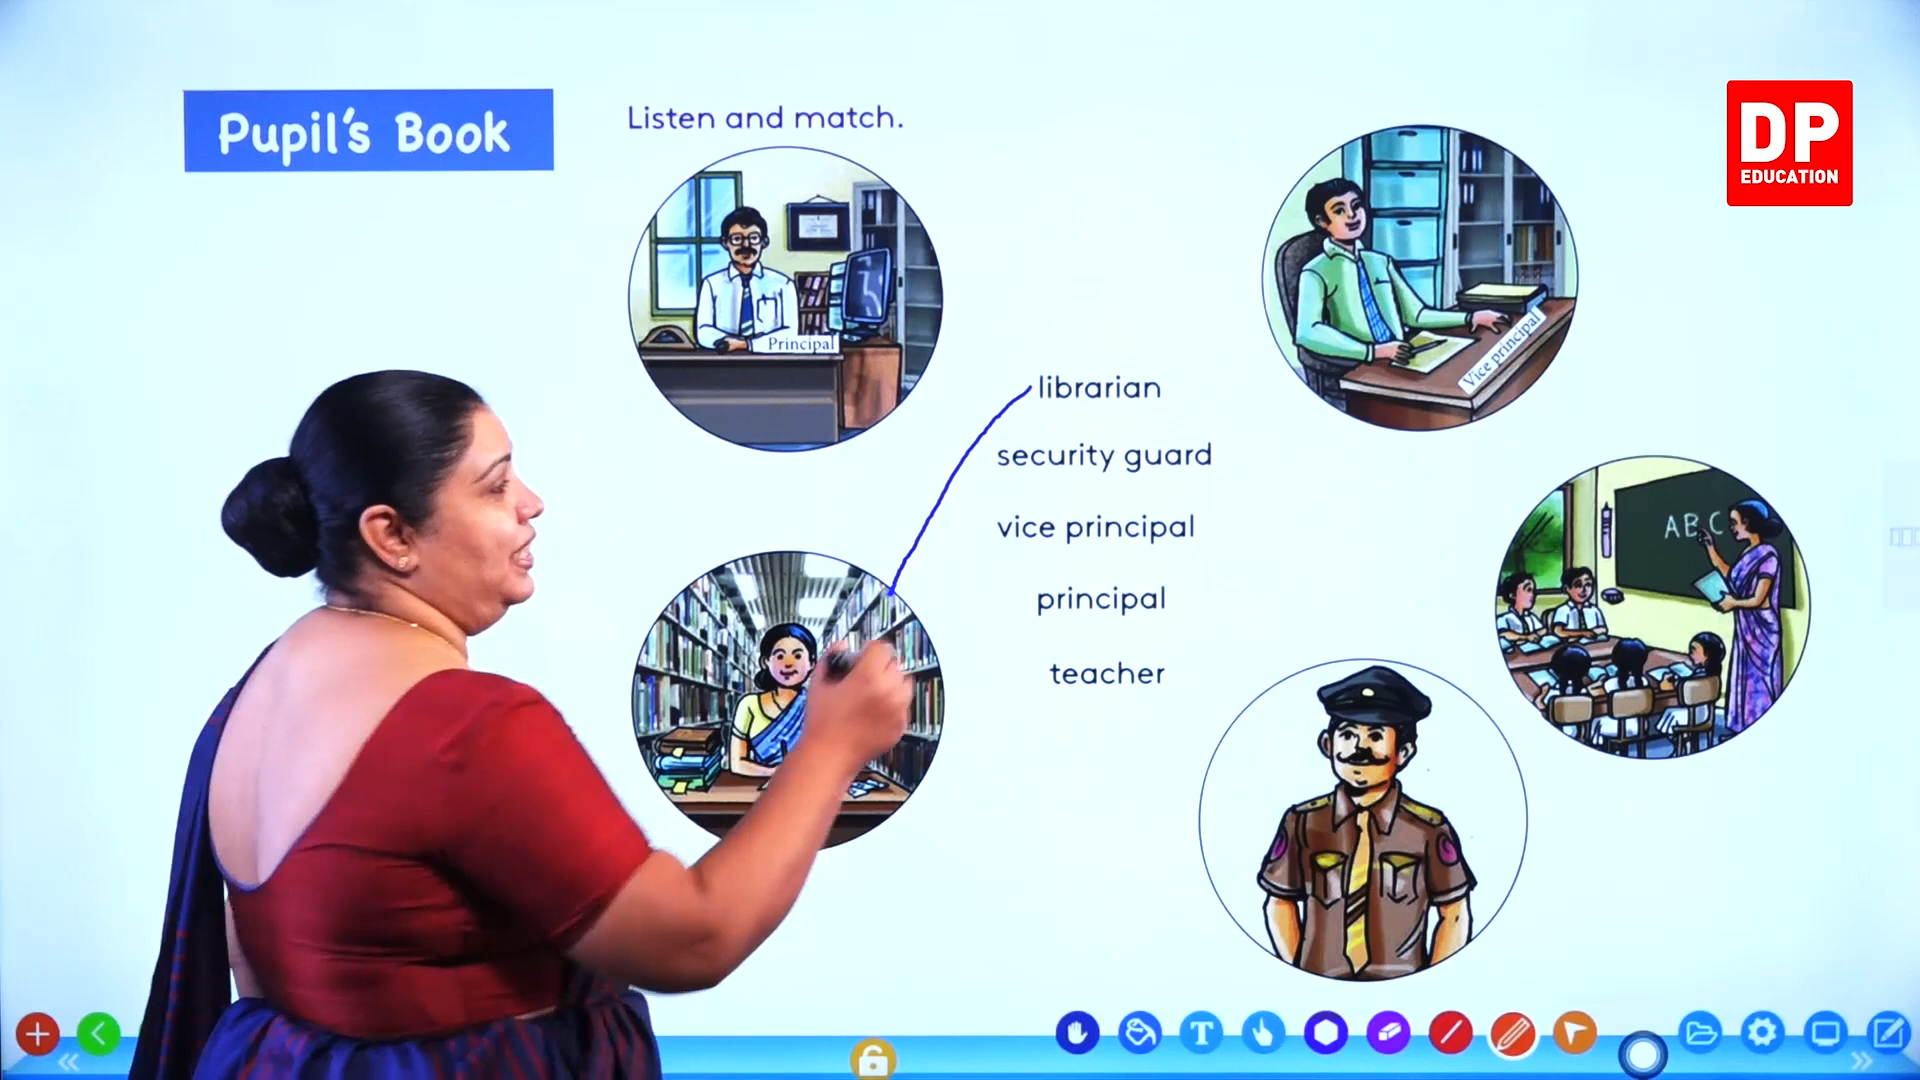 Pupil's Book
Listen and match.
DP
EDUCATION
Principal
Vice principal
librarian
security guard
vice principal
principal
teacher
ABC